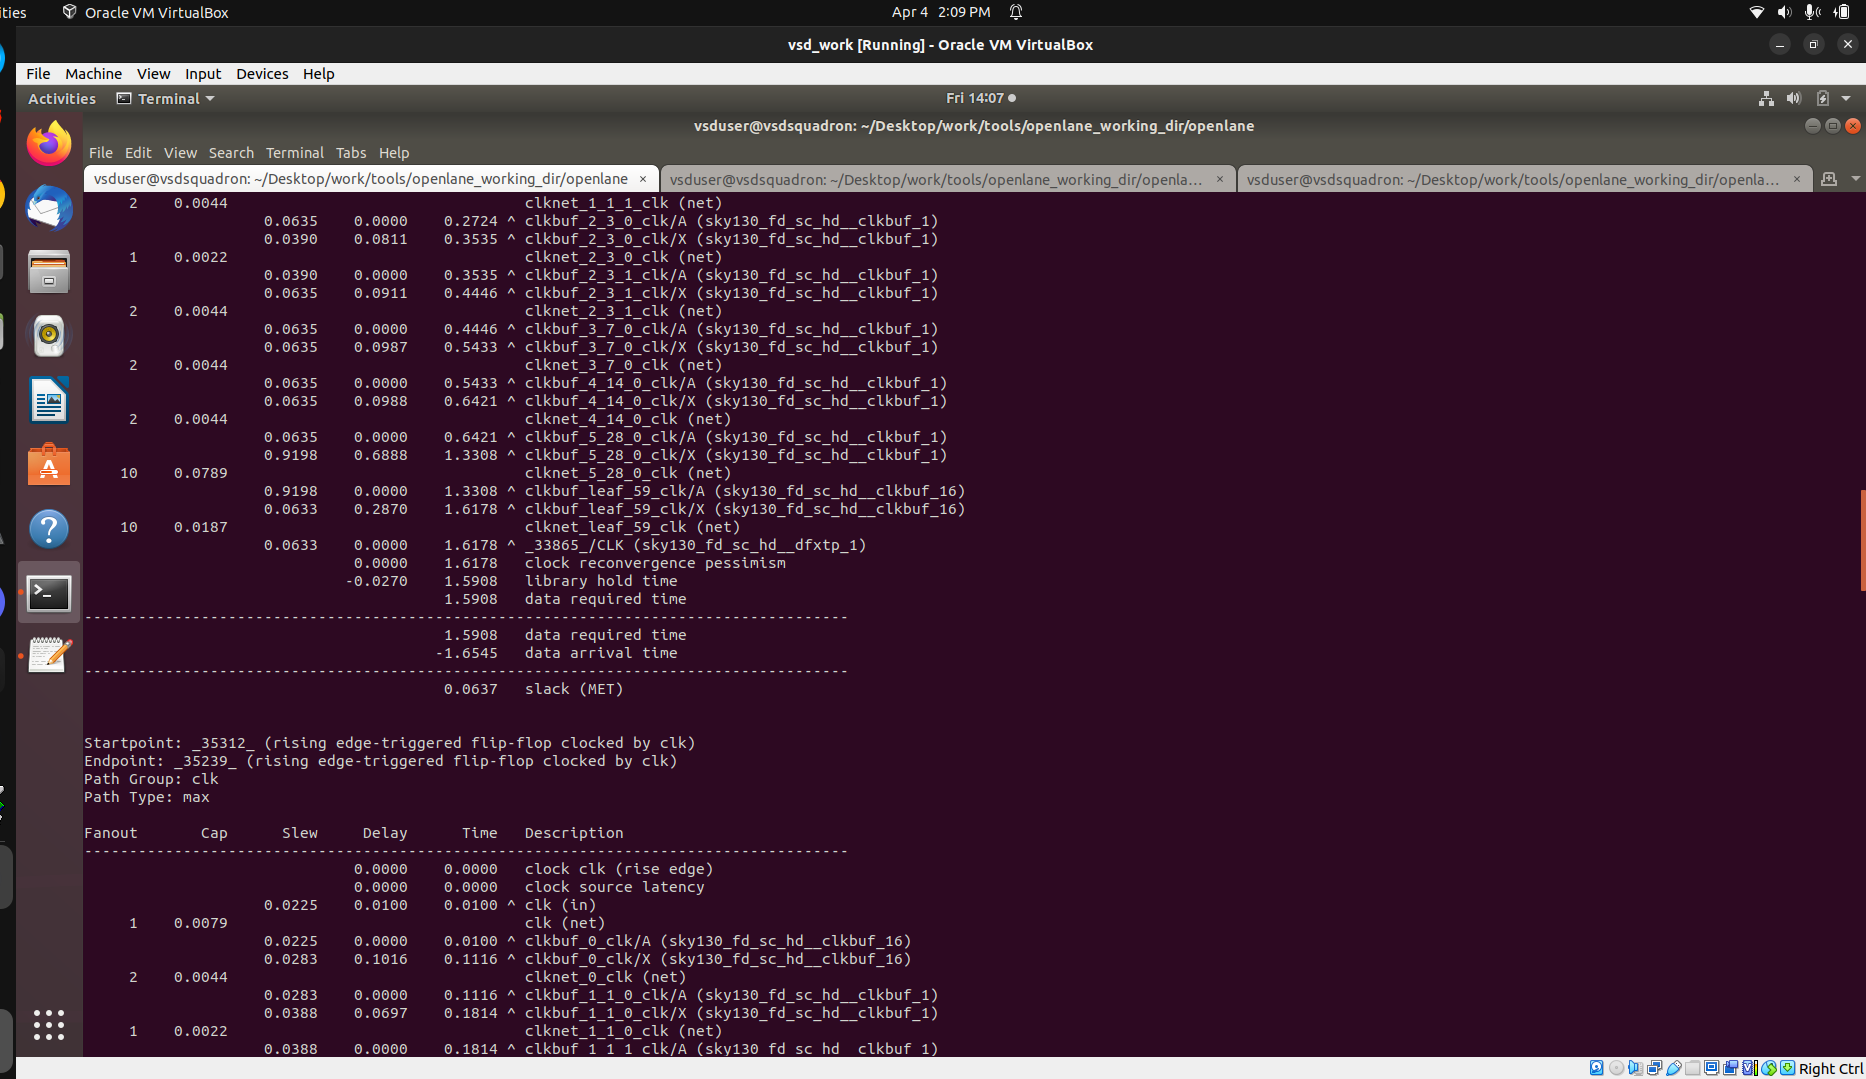 ities Oracle VM VirtualBox Apr 4 2:09 PM
vsd_work [Running] - Oracle VM VirtualBox
File Machine View Input Devices Help
Activities Terminal Fri 14:07
vsduser@vsdsquadron: ~/Desktop/work/tools/openlane_working_dir/openlane
File Edit View Search Terminal Tabs Help
vsduser@vsdsquadron: ~/Desktop/work/tools/openlane_working_dir/openlane × vsduser@vsdsquadron: ~/Desktop/work/tools/openlane_working_dir/openla... × vsduser@vsdsquadron: ~/Desktop/work/tools/openlane_working_dir/openla... ×
2 0.0044 clknet_1_1_1_clk (net)
0.0635 0.0000 0.2724 ^ clkbuf_2_3_0_clk/A (sky130_fd_sc_hd__clkbuf_1)
0.0390 0.0811 0.3535 ^ clkbuf_2_3_0_clk/X (sky130_fd_sc_hd__clkbuf_1)
1 0.0022 clknet_2_3_0_clk (net)
0.0390 0.0000 0.3535 ^ clkbuf_2_3_1_clk/A (sky130_fd_sc_hd__clkbuf_1)
0.0635 0.0911 0.4446 ^ clkbuf_2_3_1_clk/X (sky130_fd_sc_hd__clkbuf_1)
2 0.0044 clknet_2_3_1_clk (net)
0.0635 0.0000 0.4446 ^ clkbuf_3_7_0_clk/A (sky130_fd_sc_hd__clkbuf_1)
0.0635 0.0987 0.5433 ^ clkbuf_3_7_0_clk/X (sky130_fd_sc_hd__clkbuf_1)
2 0.0044 clknet_3_7_0_clk (net)
0.0635 0.0000 0.5433 ^ clkbuf_4_14_0_clk/A (sky130_fd_sc_hd__clkbuf_1)
0.0635 0.0988 0.6421 ^ clkbuf_4_14_0_clk/X (sky130_fd_sc_hd__clkbuf_1)
2 0.0044 clknet_4_14_0_clk (net)
0.0635 0.0000 0.6421 ^ clkbuf_5_28_0_clk/A (sky130_fd_sc_hd__clkbuf_1)
0.9198 0.6888 1.3308 ^ clkbuf_5_28_0_clk/X (sky130_fd_sc_hd__clkbuf_1)
10 0.0789 clknet_5_28_0_clk (net)
0.9198 0.0000 1.3308 ^ clkbuf_leaf_59_clk/A (sky130_fd_sc_hd__clkbuf_16)
0.0633 0.2870 1.6178 ^ clkbuf_leaf_59_clk/X (sky130_fd_sc_hd__clkbuf_16)
10 0.0187 clknet_leaf_59_clk (net)
0.0633 0.0000 1.6178 ^ _33865_/CLK (sky130_fd_sc_hd__dfxtp_1)
0.0000 1.6178 clock reconvergence pessimism
-0.0270 1.5908 library hold time
1.5908 data required time
-------------------------------------------------------------------------------------
1.5908 data required time
-1.6545 data arrival time
-------------------------------------------------------------------------------------
0.0637 slack (MET)
Startpoint: _35312_ (rising edge-triggered flip-flop clocked by clk)
Endpoint: _35239_ (rising edge-triggered flip-flop clocked by clk)
Path Group: clk
Path Type: max
Fanout Cap Slew Delay Time Description
-------------------------------------------------------------------------------------
0.0000 0.0000 clock clk (rise edge)
0.0000 0.0000 clock source latency
0.0225 0.0100 0.0100 ^ clk (in)
1 0.0079 clk (net)
0.0225 0.0000 0.0100 ^ clkbuf_0_clk/A (sky130_fd_sc_hd__clkbuf_16)
0.0283 0.1016 0.1116 ^ clkbuf_0_clk/X (sky130_fd_sc_hd__clkbuf_16)
2 0.0044 clknet_0_clk (net)
0.0283 0.0000 0.1116 ^ clkbuf_1_1_0_clk/A (sky130_fd_sc_hd__clkbuf_1)
0.0388 0.0697 0.1814 ^ clkbuf_1_1_0_clk/X (sky130_fd_sc_hd__clkbuf_1)
1 0.0022 clknet_1_1_0_clk (net)
0.0388 0.0000 0.1814 ^ clkbuf_1_1_1_clk/A (sky130_fd_sc_hd__clkbuf_1)
Right Ctrl